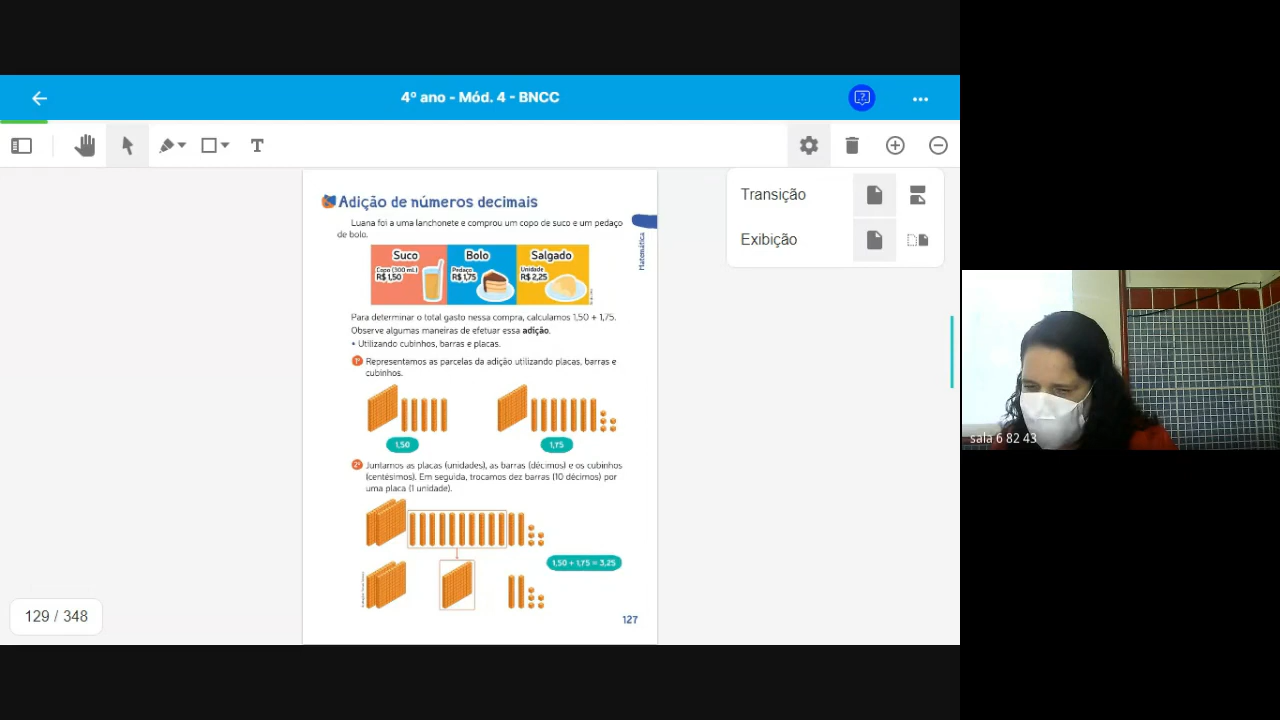 4º ano - Mód. 4 - BNCC
Transição
Exibição
Adição de números decimais
Luana foi a uma lanchonete e comprou um copo de suco e um pedaço
de bolo.
Matemática
Suco
Copo (300 mL)
R$ 1,50
Bolo
Pedaço
R$ 1,75
Salgado
Unidade
R$ 2,25
Para determinar o total gasto nessa compra, calculamos 1,50 + 1,75.
Observe algumas maneiras de efetuar essa adição.
• Utilizando cubinhos, barras e placas.
1ª Representamos as parcelas da adição utilizando placas, barras e
cubinhos.
1,50
1,75
2ª Juntamos as placas (unidades), as barras (décimos) e os cubinhos
(centésimos). Em seguida, trocamos dez barras (10 décimos) por
uma placa (1 unidade).
1,50 + 1,75 = 3,25
127
129 / 348
sala 6 82 43